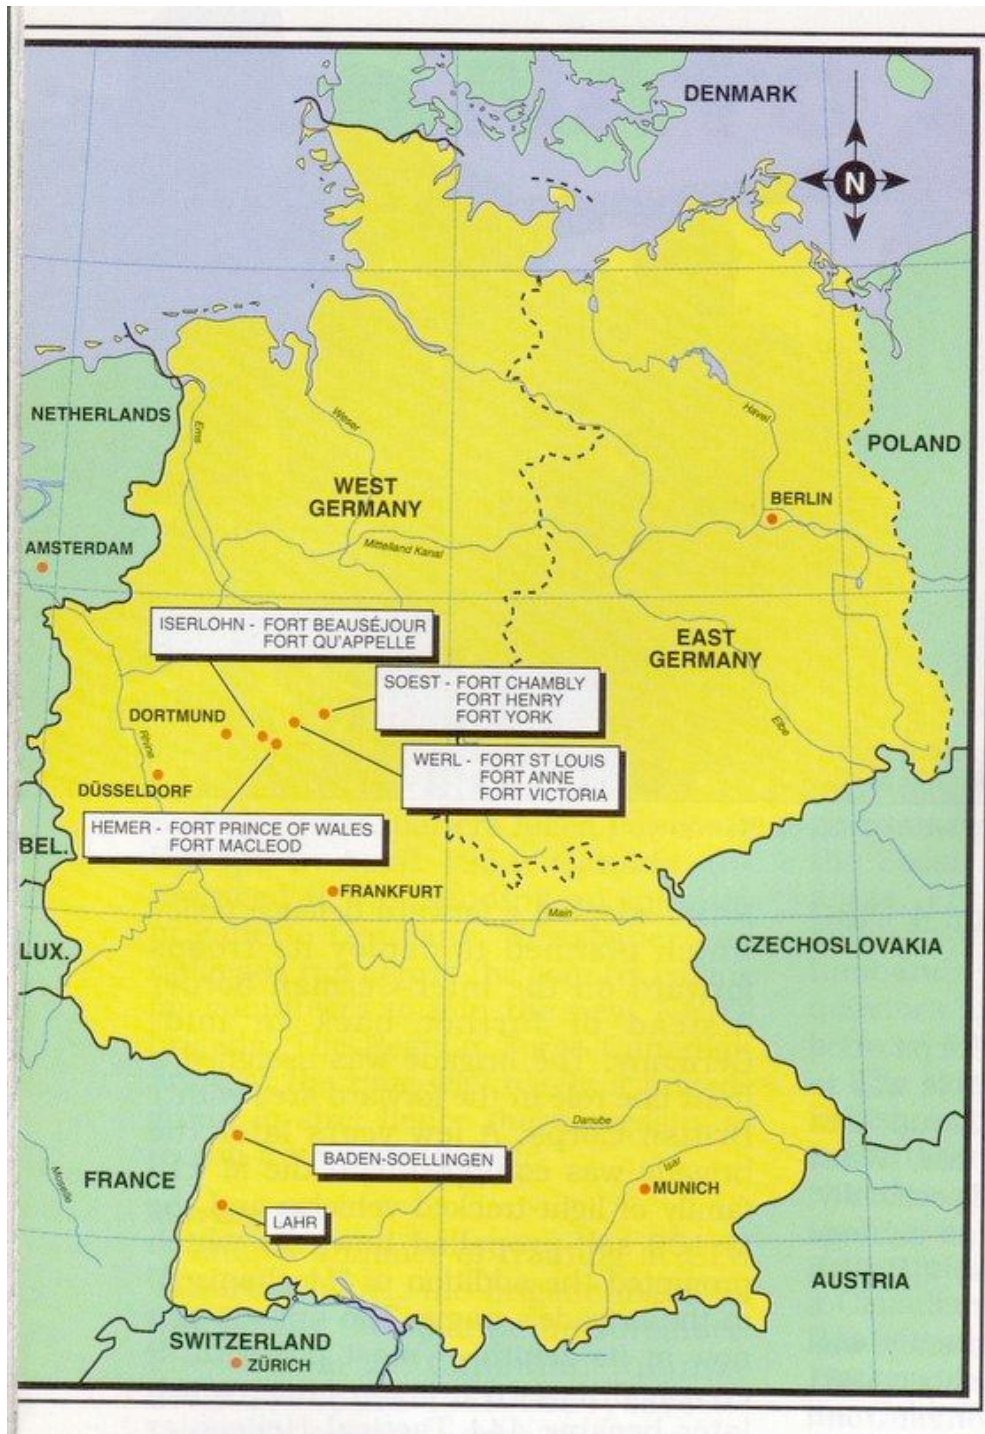 DENMARK
N
NETHERLANDS
Ems
Weser
Havel
POLAND
WEST
GERMANY
BERLIN
AMSTERDAM
Mittelland Kanal
ISERLOHN - FORT BEAUSÉJOUR
FORT QU'APPELLE
EAST
GERMANY
SOEST - FORT CHAMBLY
FORT HENRY
FORT YORK
DORTMUND
Rhine
Elbe
WERL - FORT ST LOUIS
FORT ANNE
FORT VICTORIA
DÜSSELDORF
HEMER - FORT PRINCE OF WALES
FORT MACLEOD
BEL.
FRANKFURT
Main
LUX.
CZECHOSLOVAKIA
Danube
BADEN-SOELLINGEN
Isar
FRANCE
Moselle
MUNICH
LAHR
AUSTRIA
SWITZERLAND
ZÜRICH